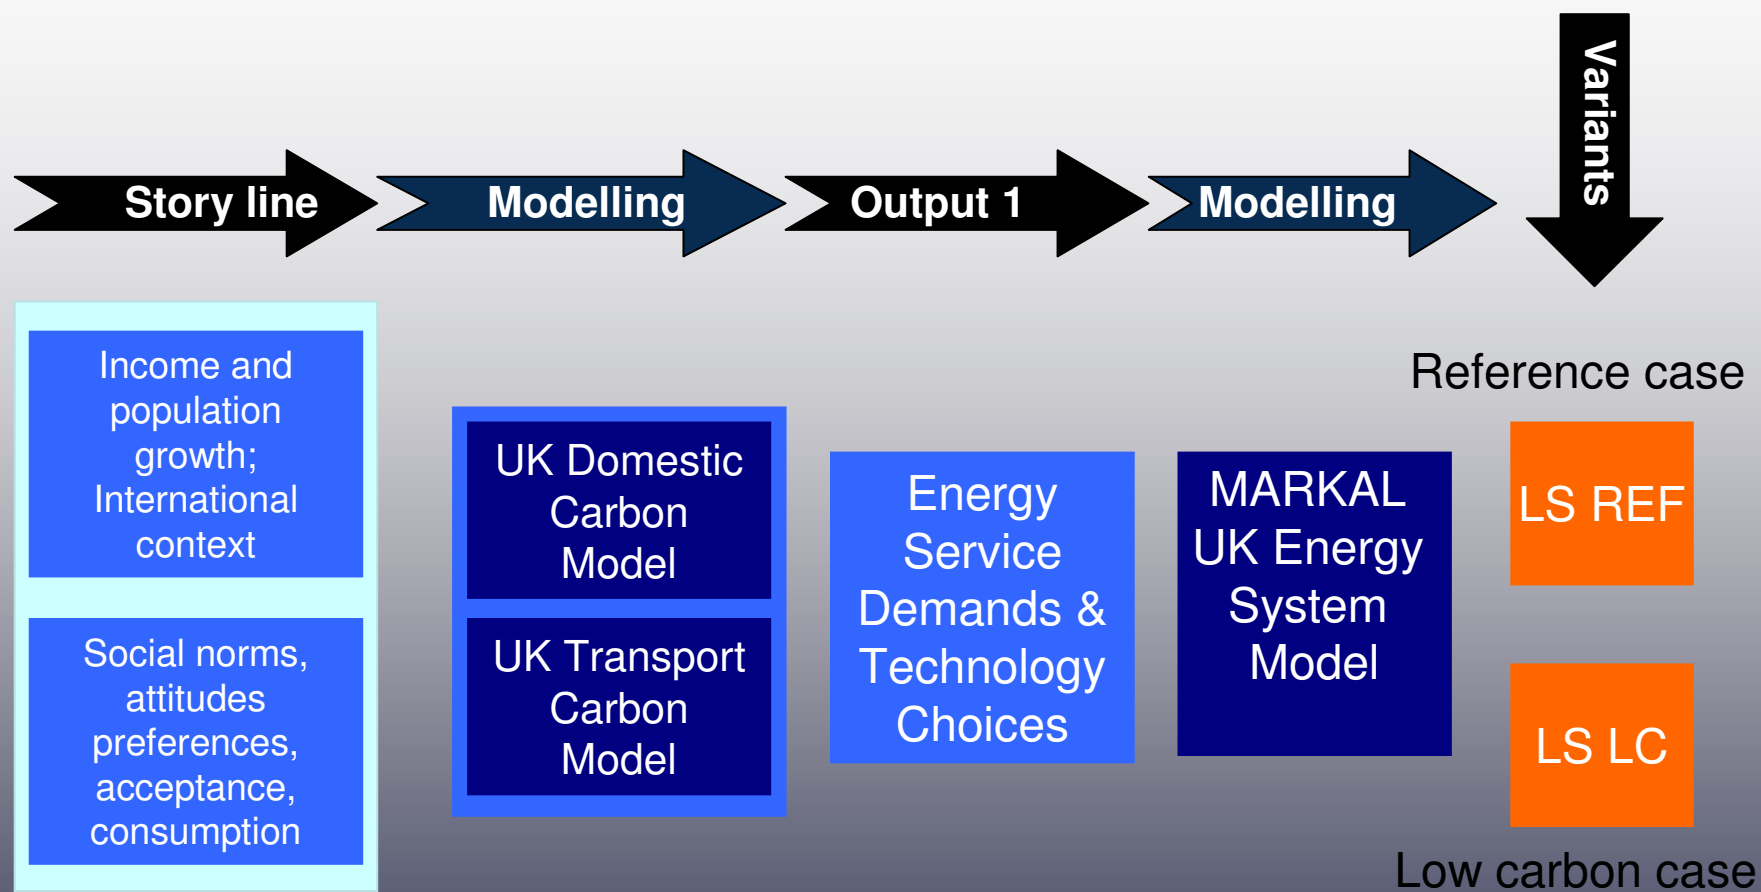 Variants
Story line
Modelling
Output 1
Modelling
Income and
population
growth;
International
context
Social norms,
attitudes
preferences,
acceptance,
consumption
UK Domestic
Carbon
Model
UK Transport
Carbon
Model
Energy
Service
Demands &
Technology
Choices
MARKAL
UK Energy
System
Model
Reference case
LS REF
LS LC
Low carbon case